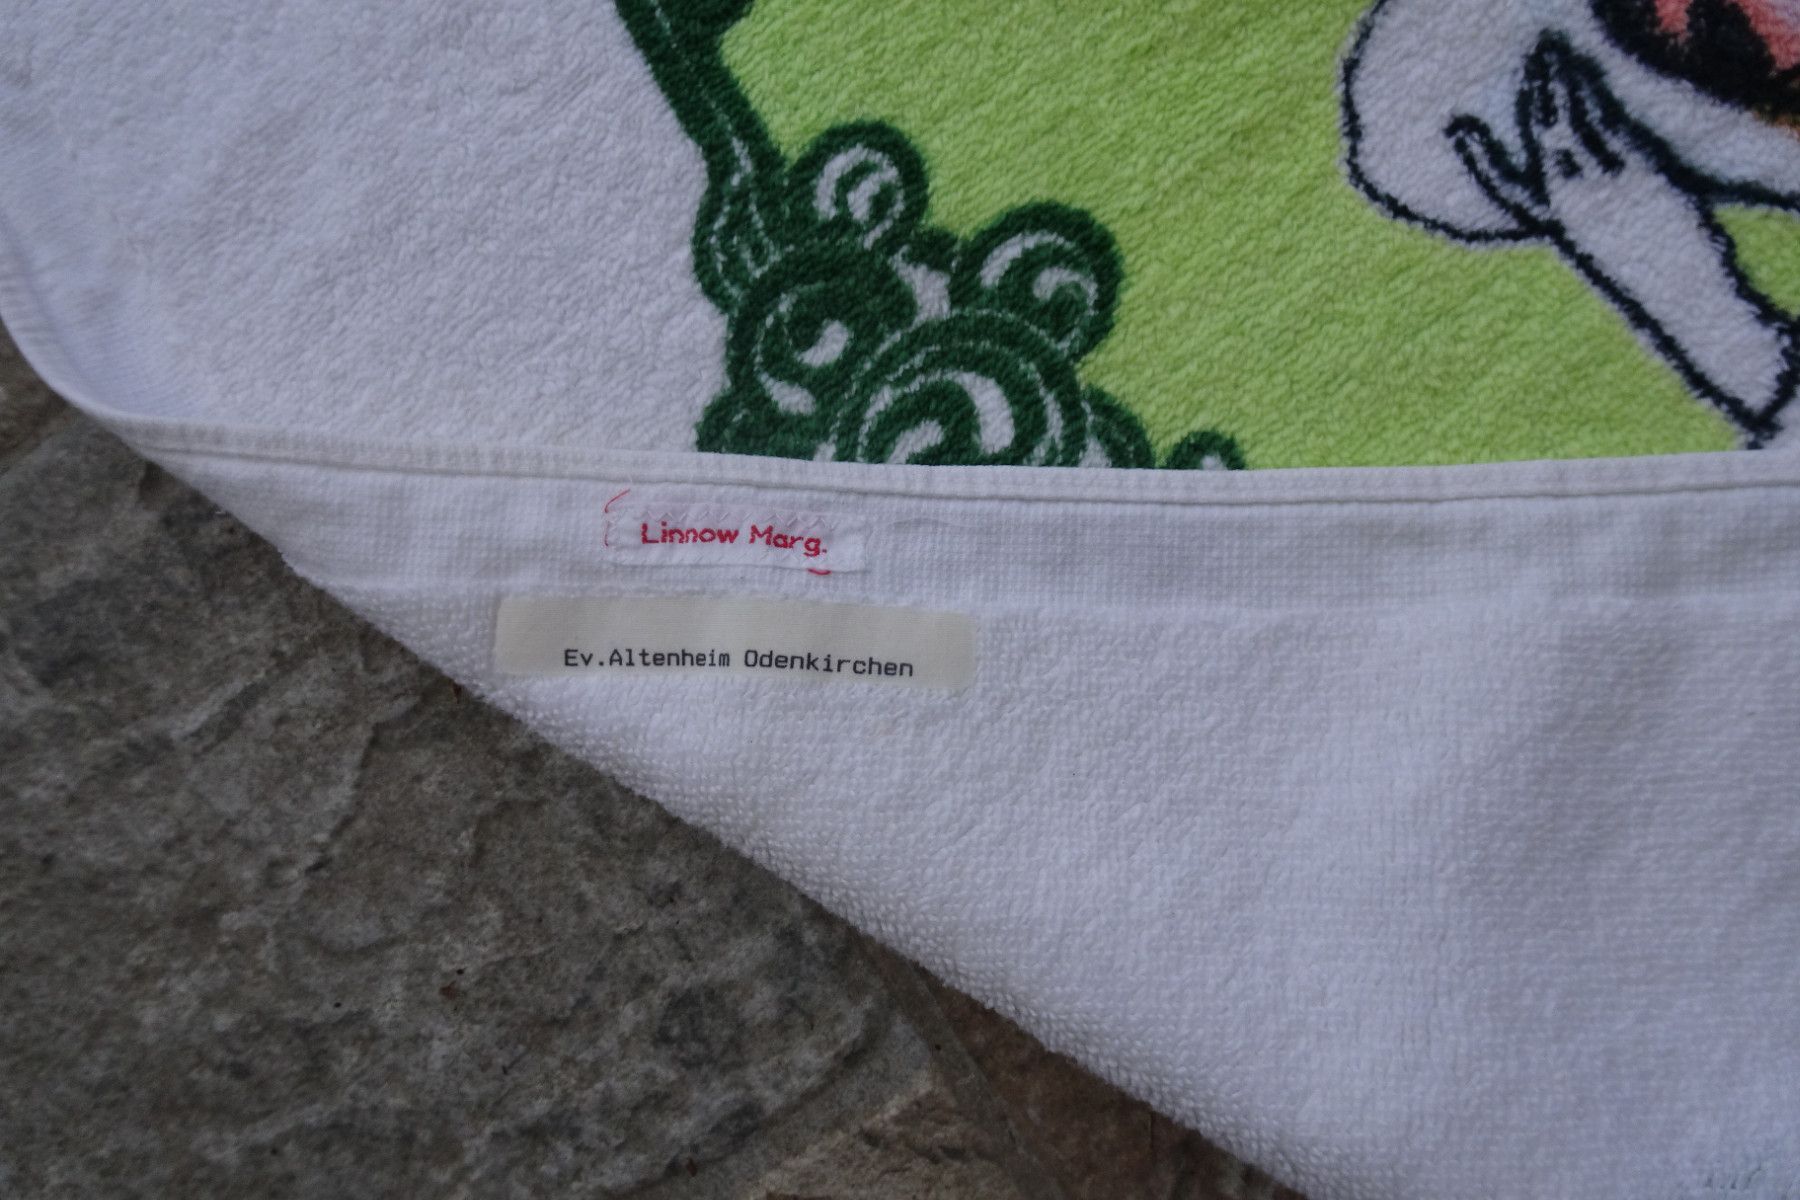 Linnow Marg.
Ev.Altenheim Odenkirchen